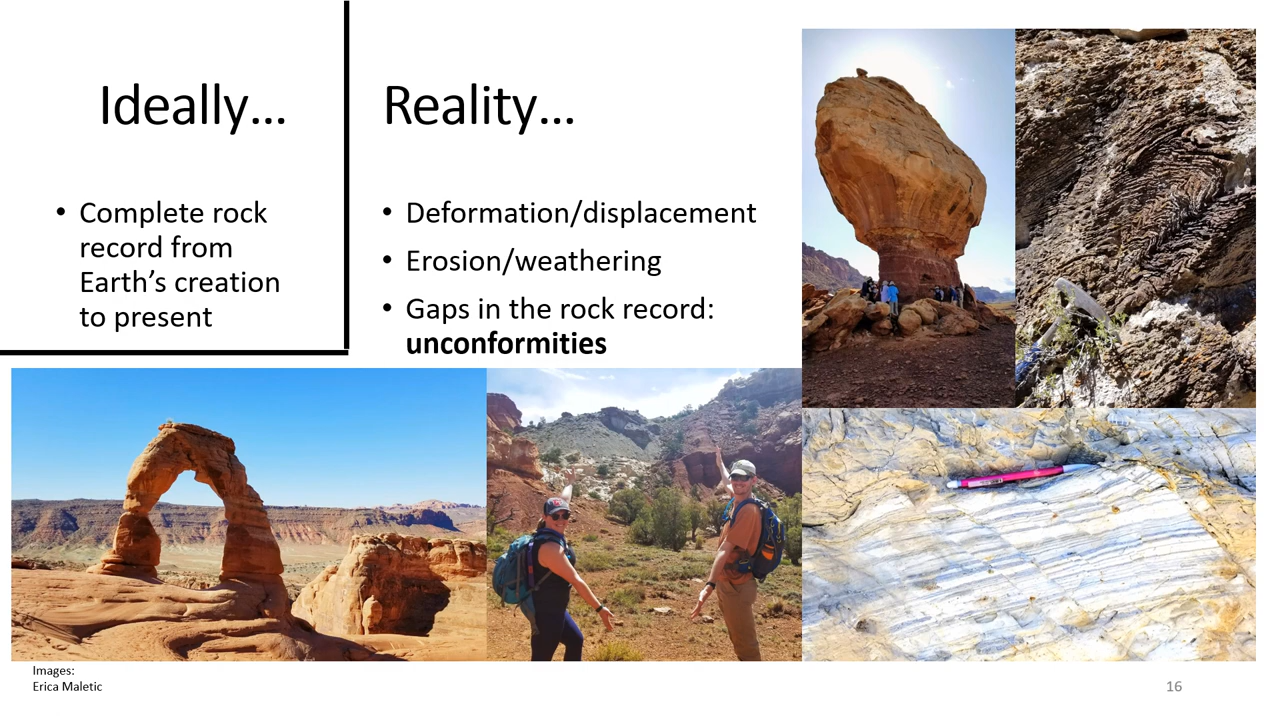 Ideally…
• Complete rock
record from
Earth’s creation
to present
Reality…
• Deformation/displacement
• Erosion/weathering
• Gaps in the rock record:
unconformities
Images:
Erica Maletic
16